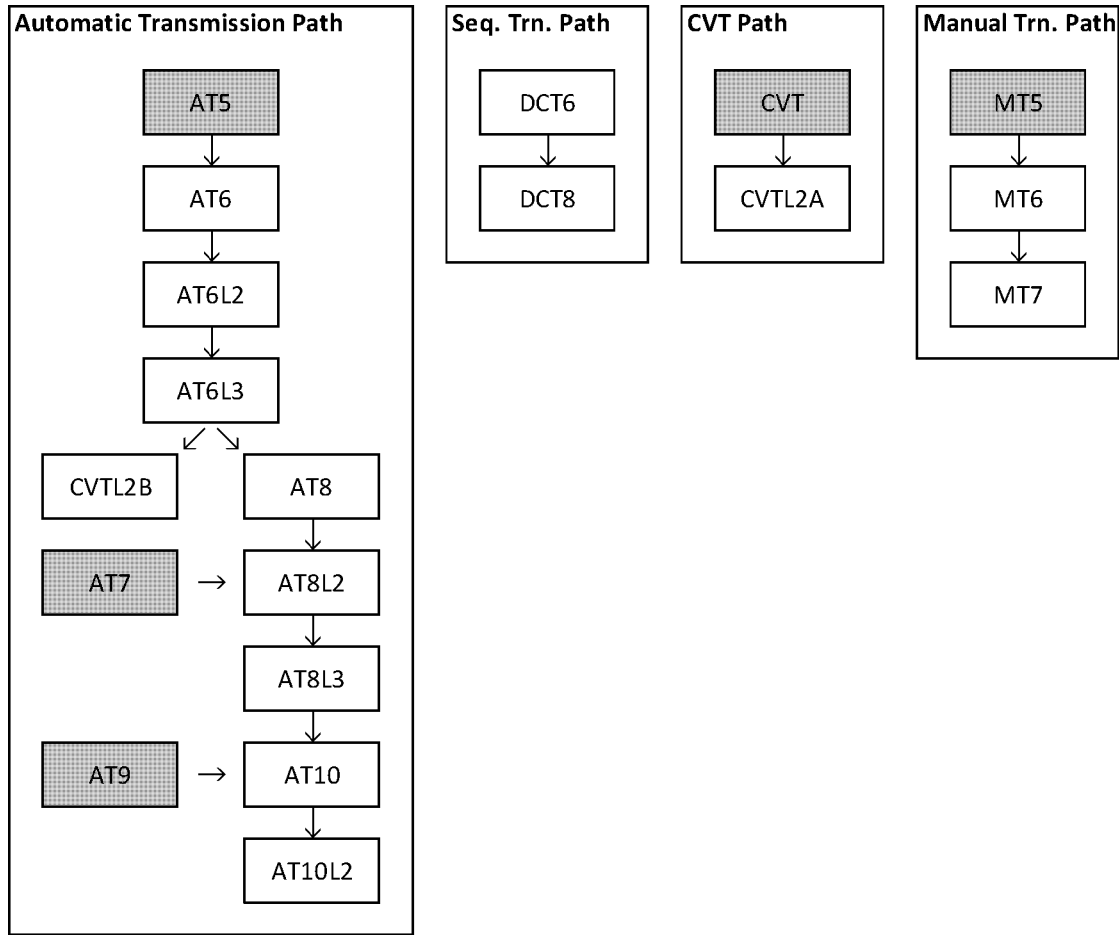 Automatic Transmission Path
AT5
AT6
AT6L2
AT6L3
CVTL2B
AT8
AT7
AT8L2
AT8L3
AT9
AT10
AT10L2
Seq. Trn. Path
DCT6
DCT8
CVT Path
CVT
CVTL2A
Manual Trn. Path
MT5
MT6
MT7